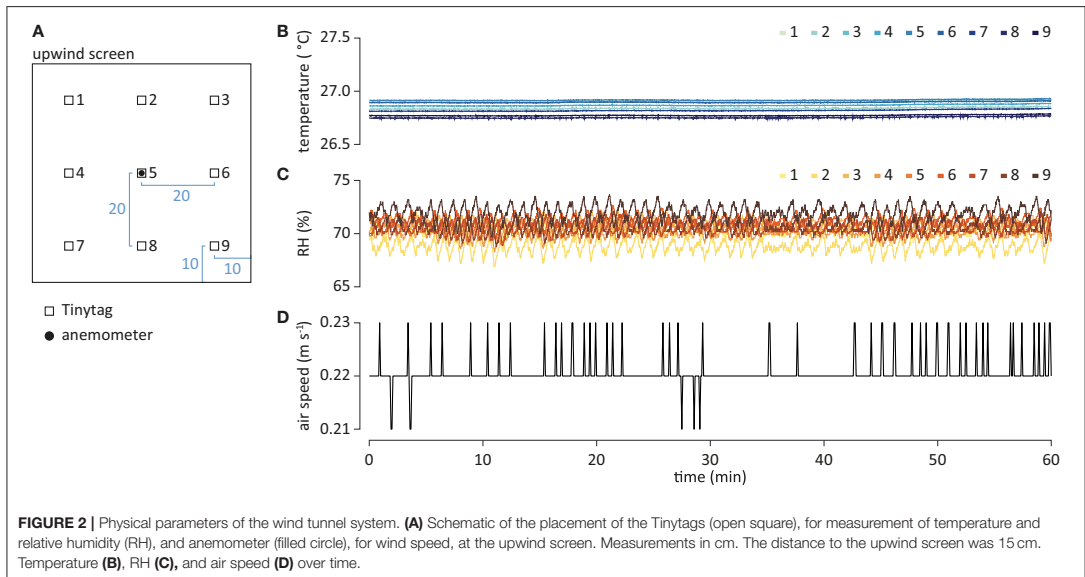 A
upwind screen
1 2 3
4 5 6
20
20
7 8 9
10 10
Tinytag
anemometer
B
27.5
27.0
26.5
temperature ( °C)
1 2 3 4 5 6 7 8 9
C
75
70
65
RH (%)
1 2 3 4 5 6 7 8 9
D
0.23
0.22
0.21
air speed (m s⁻¹)
0 10 20 30 40 50 60
time (min)
FIGURE 2 | Physical parameters of the wind tunnel system. (A) Schematic of the placement of the Tinytags (open square), for measurement of temperature and
relative humidity (RH), and anemometer (filled circle), for wind speed, at the upwind screen. Measurements in cm. The distance to the upwind screen was 15 cm.
Temperature (B), RH (C), and air speed (D) over time.